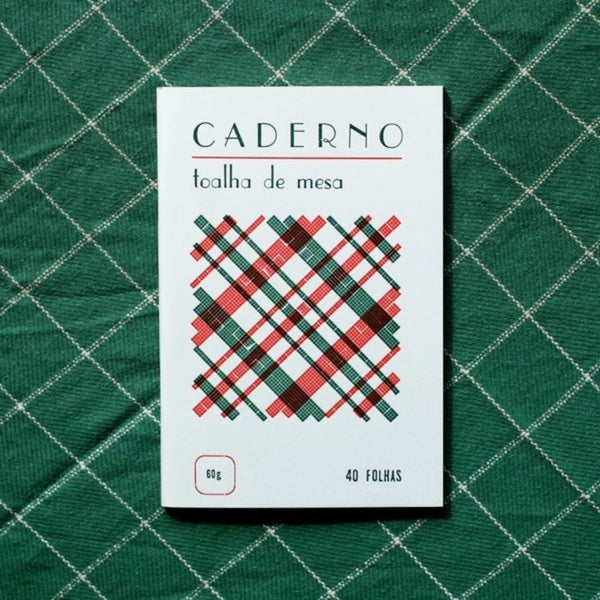 CADERNO
toalha de mesa
60g
40 FOLHAS